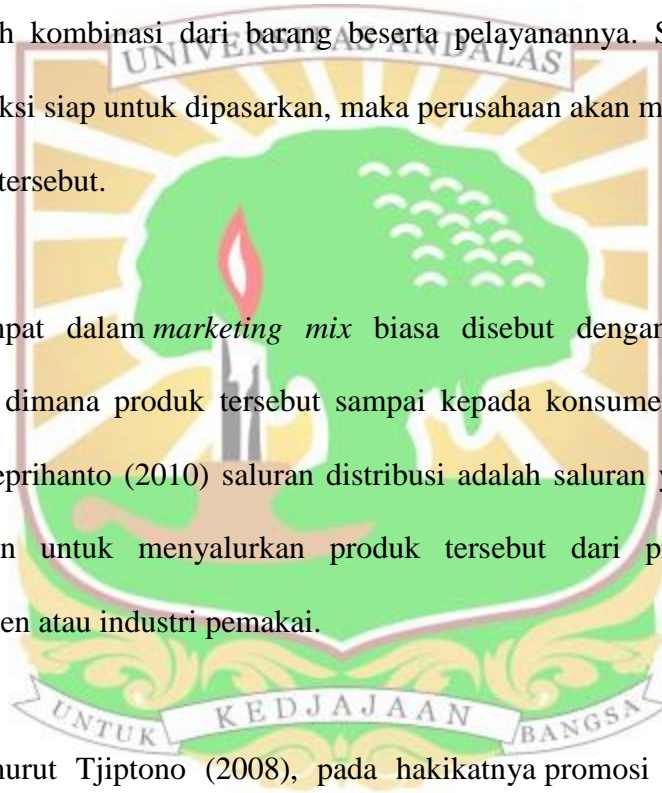 h kombinasi dari barang beserta pelayanannya. S
UNIVERSITAS ANDALAS
ksi siap untuk dipasarkan, maka perusahaan akan m
tersebut.
pat dalam marketing mix biasa disebut dengan
dimana produk tersebut sampai kepada konsume
eprihanto (2010) saluran distribusi adalah saluran y
n untuk menyalurkan produk tersebut dari p
en atau industri pemakai.
UNTUK KEDJAJAAN BANGSA
nurut Tjiptono (2008), pada hakikatnya promosi